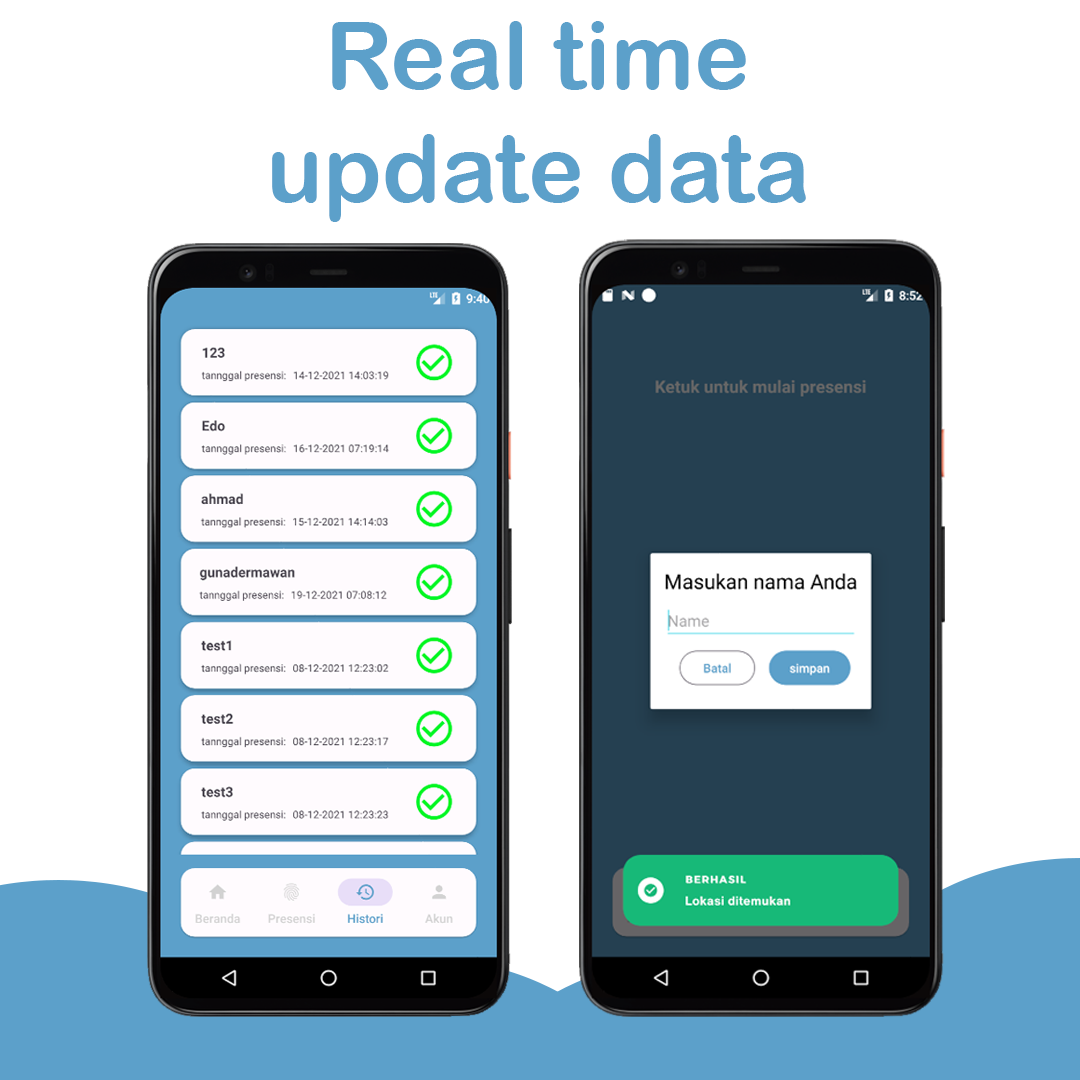 Real time
update data
9:40
123
tannggal presensi: 14-12-2021 14:03:19
Edo
tannggal presensi: 16-12-2021 07:19:14
ahmad
tannggal presensi: 15-12-2021 14:14:03
gunadermawan
tannggal presensi: 19-12-2021 07:08:12
test1
tannggal presensi: 08-12-2021 12:23:02
test2
tannggal presensi: 08-12-2021 12:23:17
test3
tannggal presensi: 08-12-2021 12:23:23
Beranda Presensi Histori Akun
LTE 8:52
Ketuk untuk mulai presensi
Masukan nama Anda
Name
Batal simpan
BERHASIL
Lokasi ditemukan